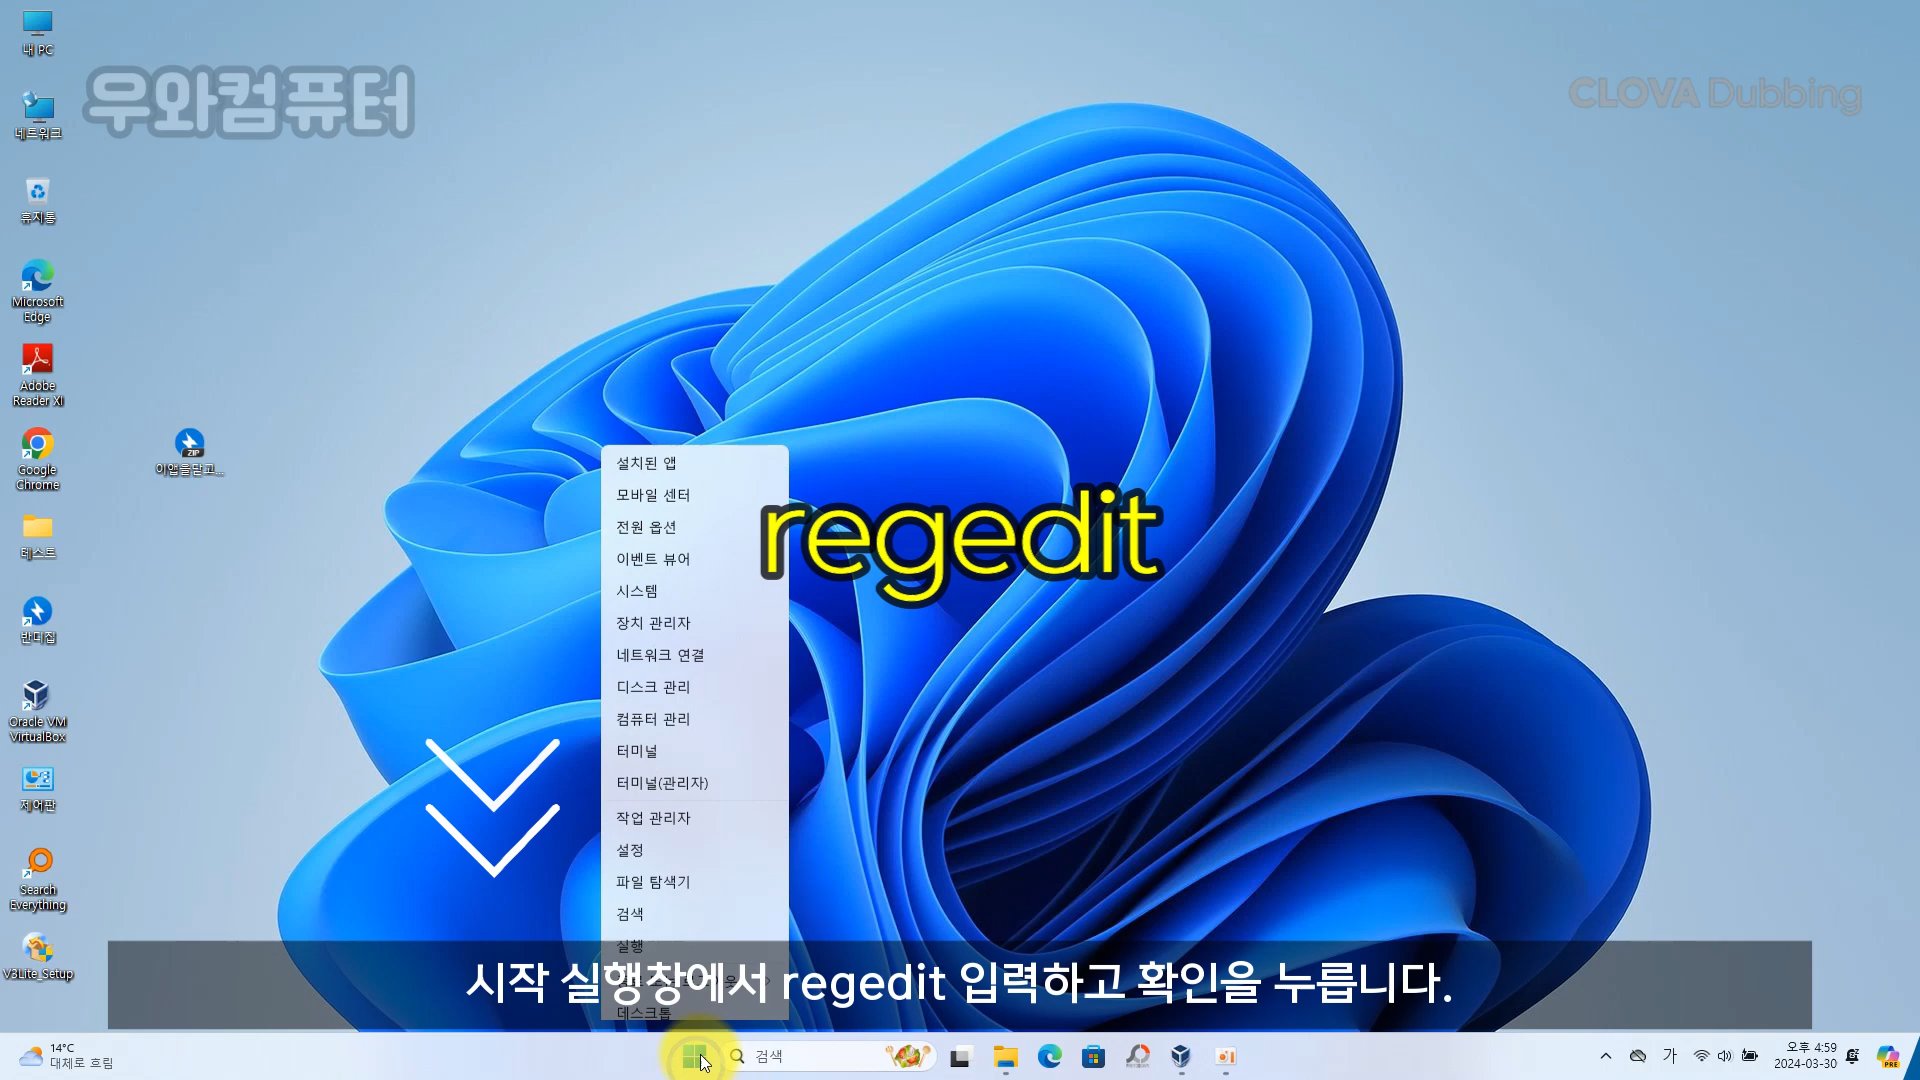 내 PC
우와컴퓨터
CLOVA Dubbing
네트워크
휴지통
Microsoft
Edge
Adobe
Reader XI
Google
Chrome
ZIP
이앱을닫고...
테스트
반디집
Oracle VM
VirtualBox
제어판
Search
Everything
V3Lite_Setup
설치된 앱
모바일 센터
전원 옵션
이벤트 뷰어
시스템
장치 관리자
네트워크 연결
디스크 관리
컴퓨터 관리
터미널
터미널(관리자)
작업 관리자
설정
파일 탐색기
검색
실행
데스크톱
regedit
시작 실행창에서 regedit 입력하고 확인을 누릅니다.
14°C
대체로 흐림
검색
가
오후 4:59
2024-03-30
PRE